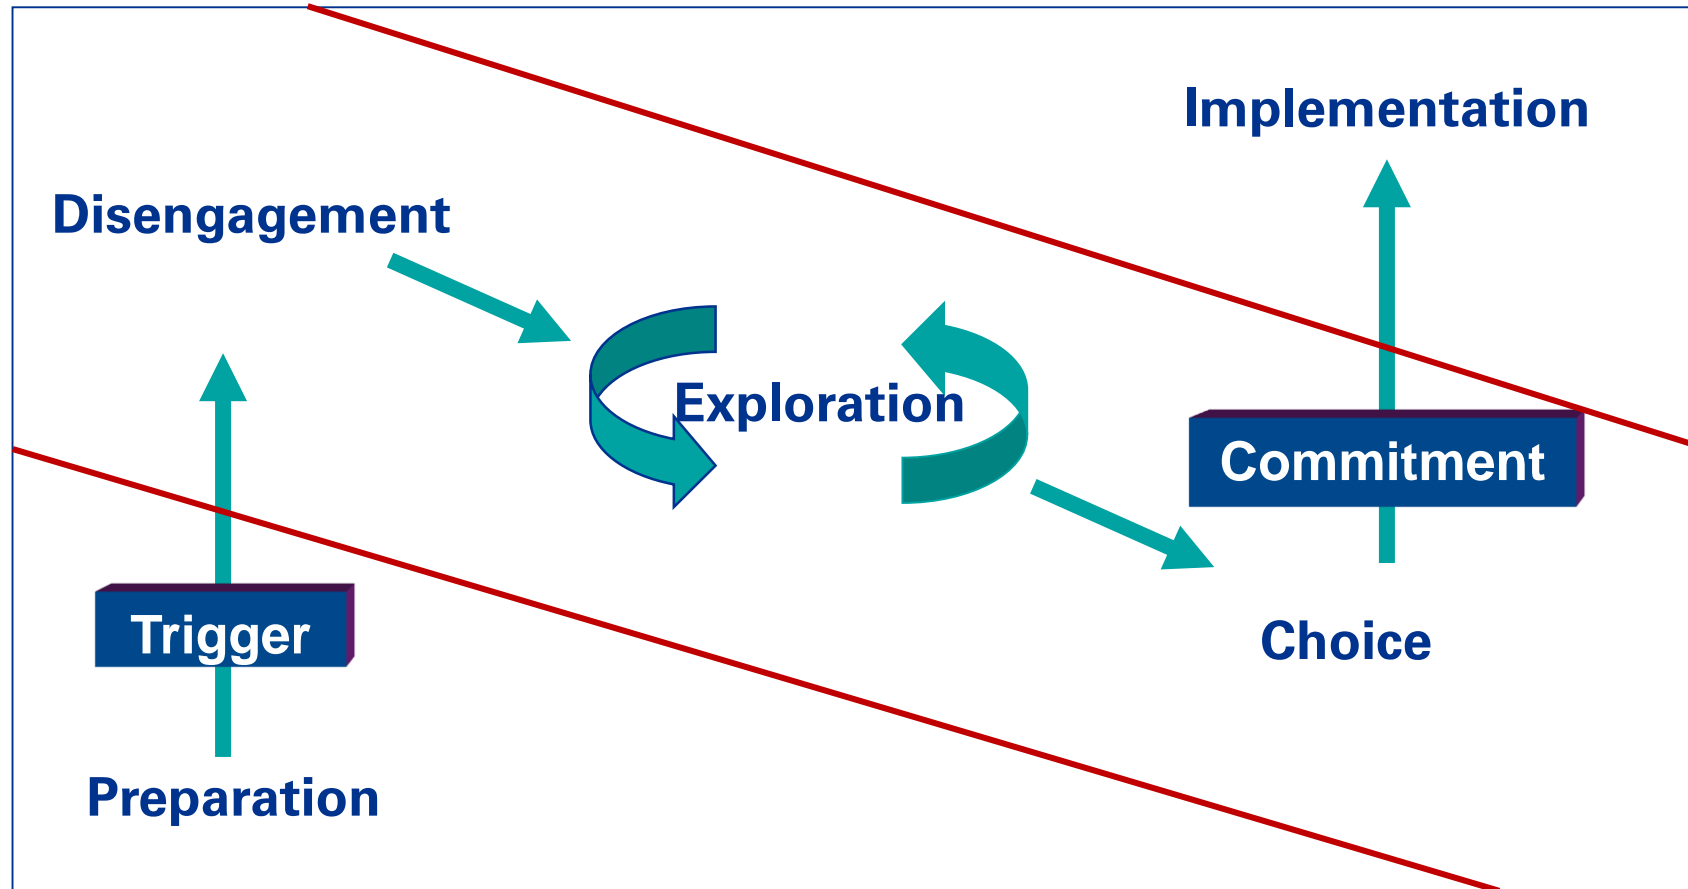 Implementation
Disengagement
Exploration
Commitment
Trigger
Choice
Preparation